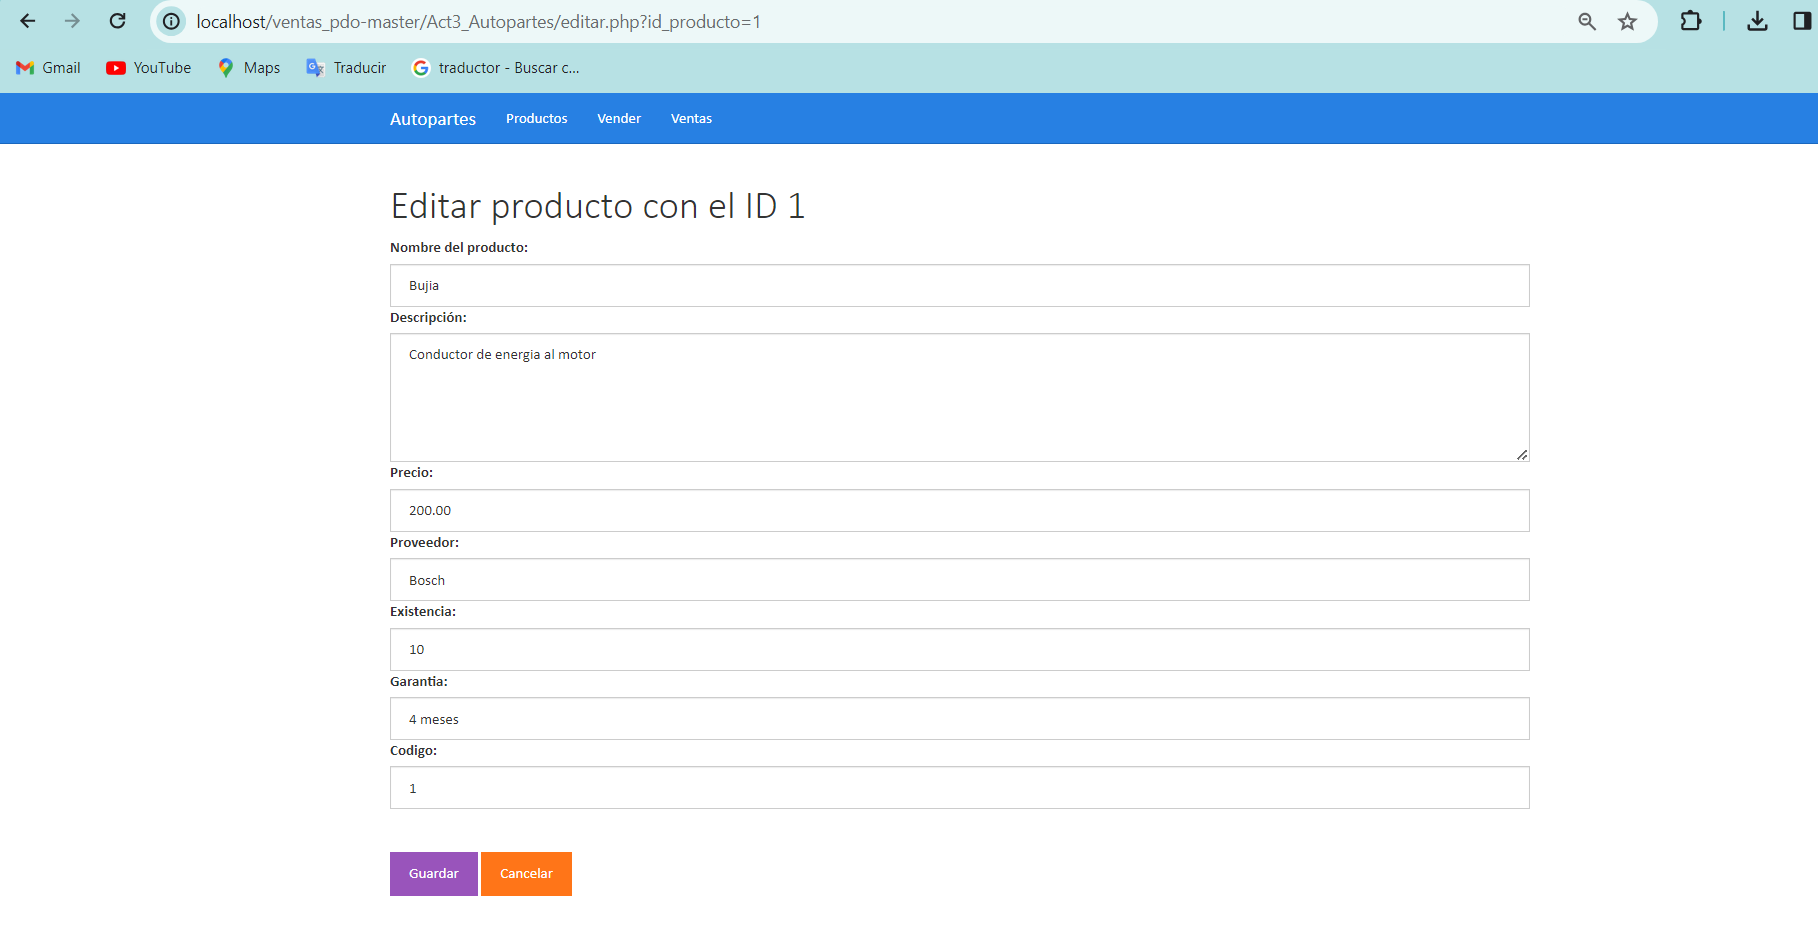 localhost/ventas_pdo-master/Act3_Autopartes/editar.php?id_producto=1
Gmail YouTube Maps Traducir traductor - Buscar c...
Autopartes Productos Vender Ventas
Editar producto con el ID 1
Nombre del producto:
Bujia
Descripción:
Conductor de energia al motor
Precio:
200.00
Proveedor:
Bosch
Existencia:
10
Garantia:
4 meses
Codigo:
1
Guardar Cancelar